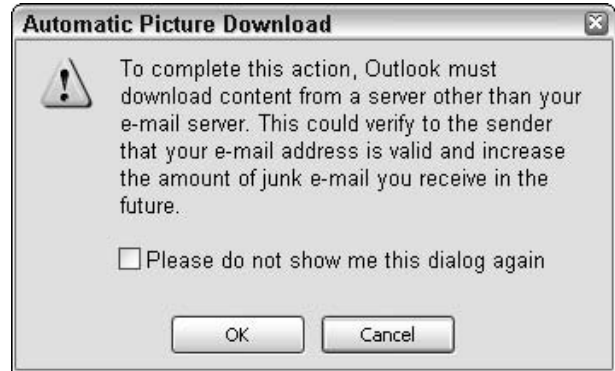 Automatic Picture Download
To complete this action, Outlook must
download content from a server other than your
e-mail server. This could verify to the sender
that your e-mail address is valid and increase
the amount of junk e-mail you receive in the
future.
Please do not show me this dialog again
OK Cancel